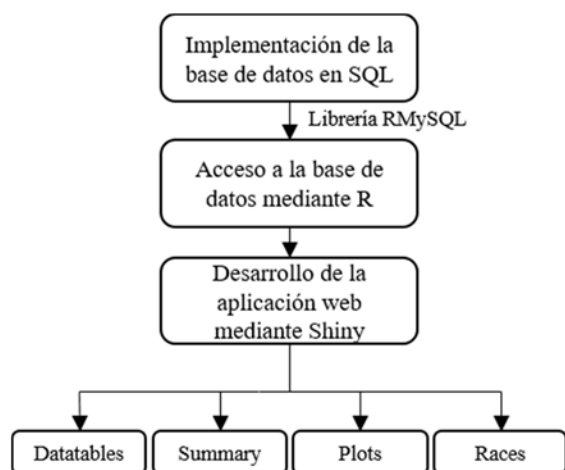 Implementación de la
base de datos en SQL
Librería RMySQL
Acceso a la base de
datos mediante R
Desarrollo de la
aplicación web
mediante Shiny
Datatables
Summary
Plots
Races